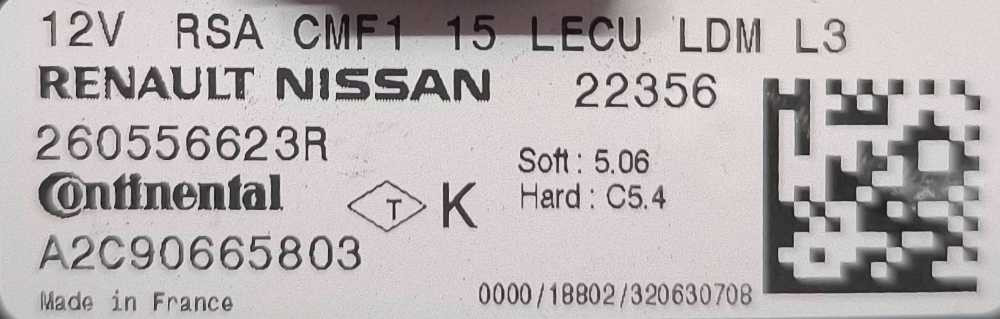 12V RSA CMF1 15 LECU LDM L3
RENAULT NISSAN 22356
260556623R
Soft : 5.06
Continental
T K
Hard : C5.4
A2C90665803
Made in France
0000/18802/320630708